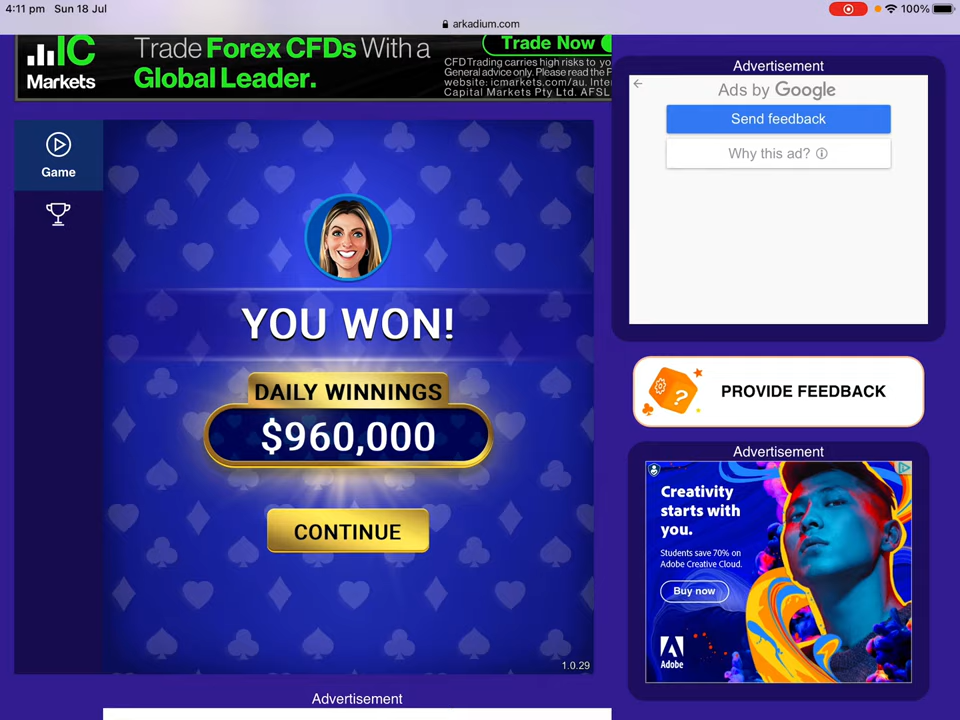 4:11 pm Sun 18 Jul
100%
arkadium.com
IC
Markets
Trade Forex CFDs With a
Global Leader.
Trade Now
CFD Trading carries high risks to yo
General advice only. Please read the F
website: icmarkets.com/au. Inte
Capital Markets Pty Ltd. AFSL
Game
YOU WON!
DAILY WINNINGS
$960,000
CONTINUE
1.0.29
Advertisement
Advertisement
Ads by Google
Send feedback
Why this ad?
PROVIDE FEEDBACK
Advertisement
Creativity
starts with
you.
Students save 70% on
Adobe Creative Cloud.
Buy now
Adobe